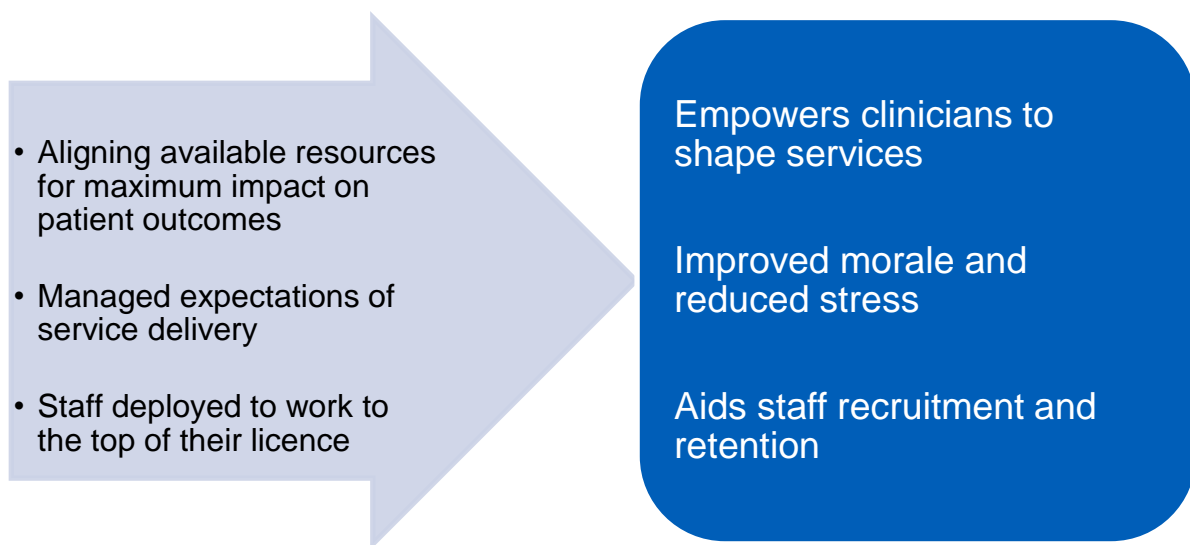 • Aligning available resources
for maximum impact on
patient outcomes
• Managed expectations of
service delivery
• Staff deployed to work to
the top of their licence
Empowers clinicians to
shape services
Improved morale and
reduced stress
Aids staff recruitment and
retention